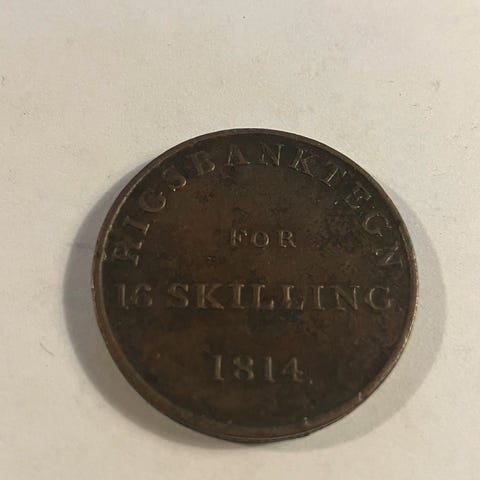 RIGSBANKTEGN
FOR
16 SKILLING
1814.